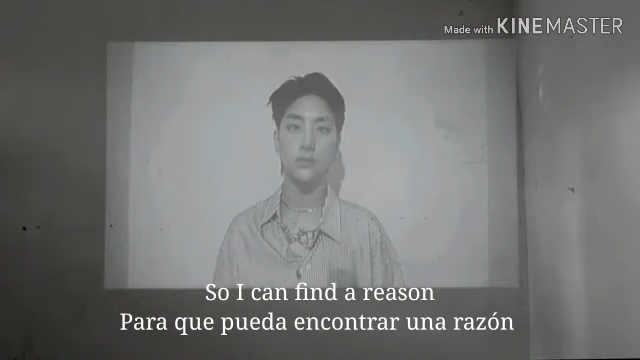 Made with KINEMASTER
So I can find a reason
Para que pueda encontrar una razón